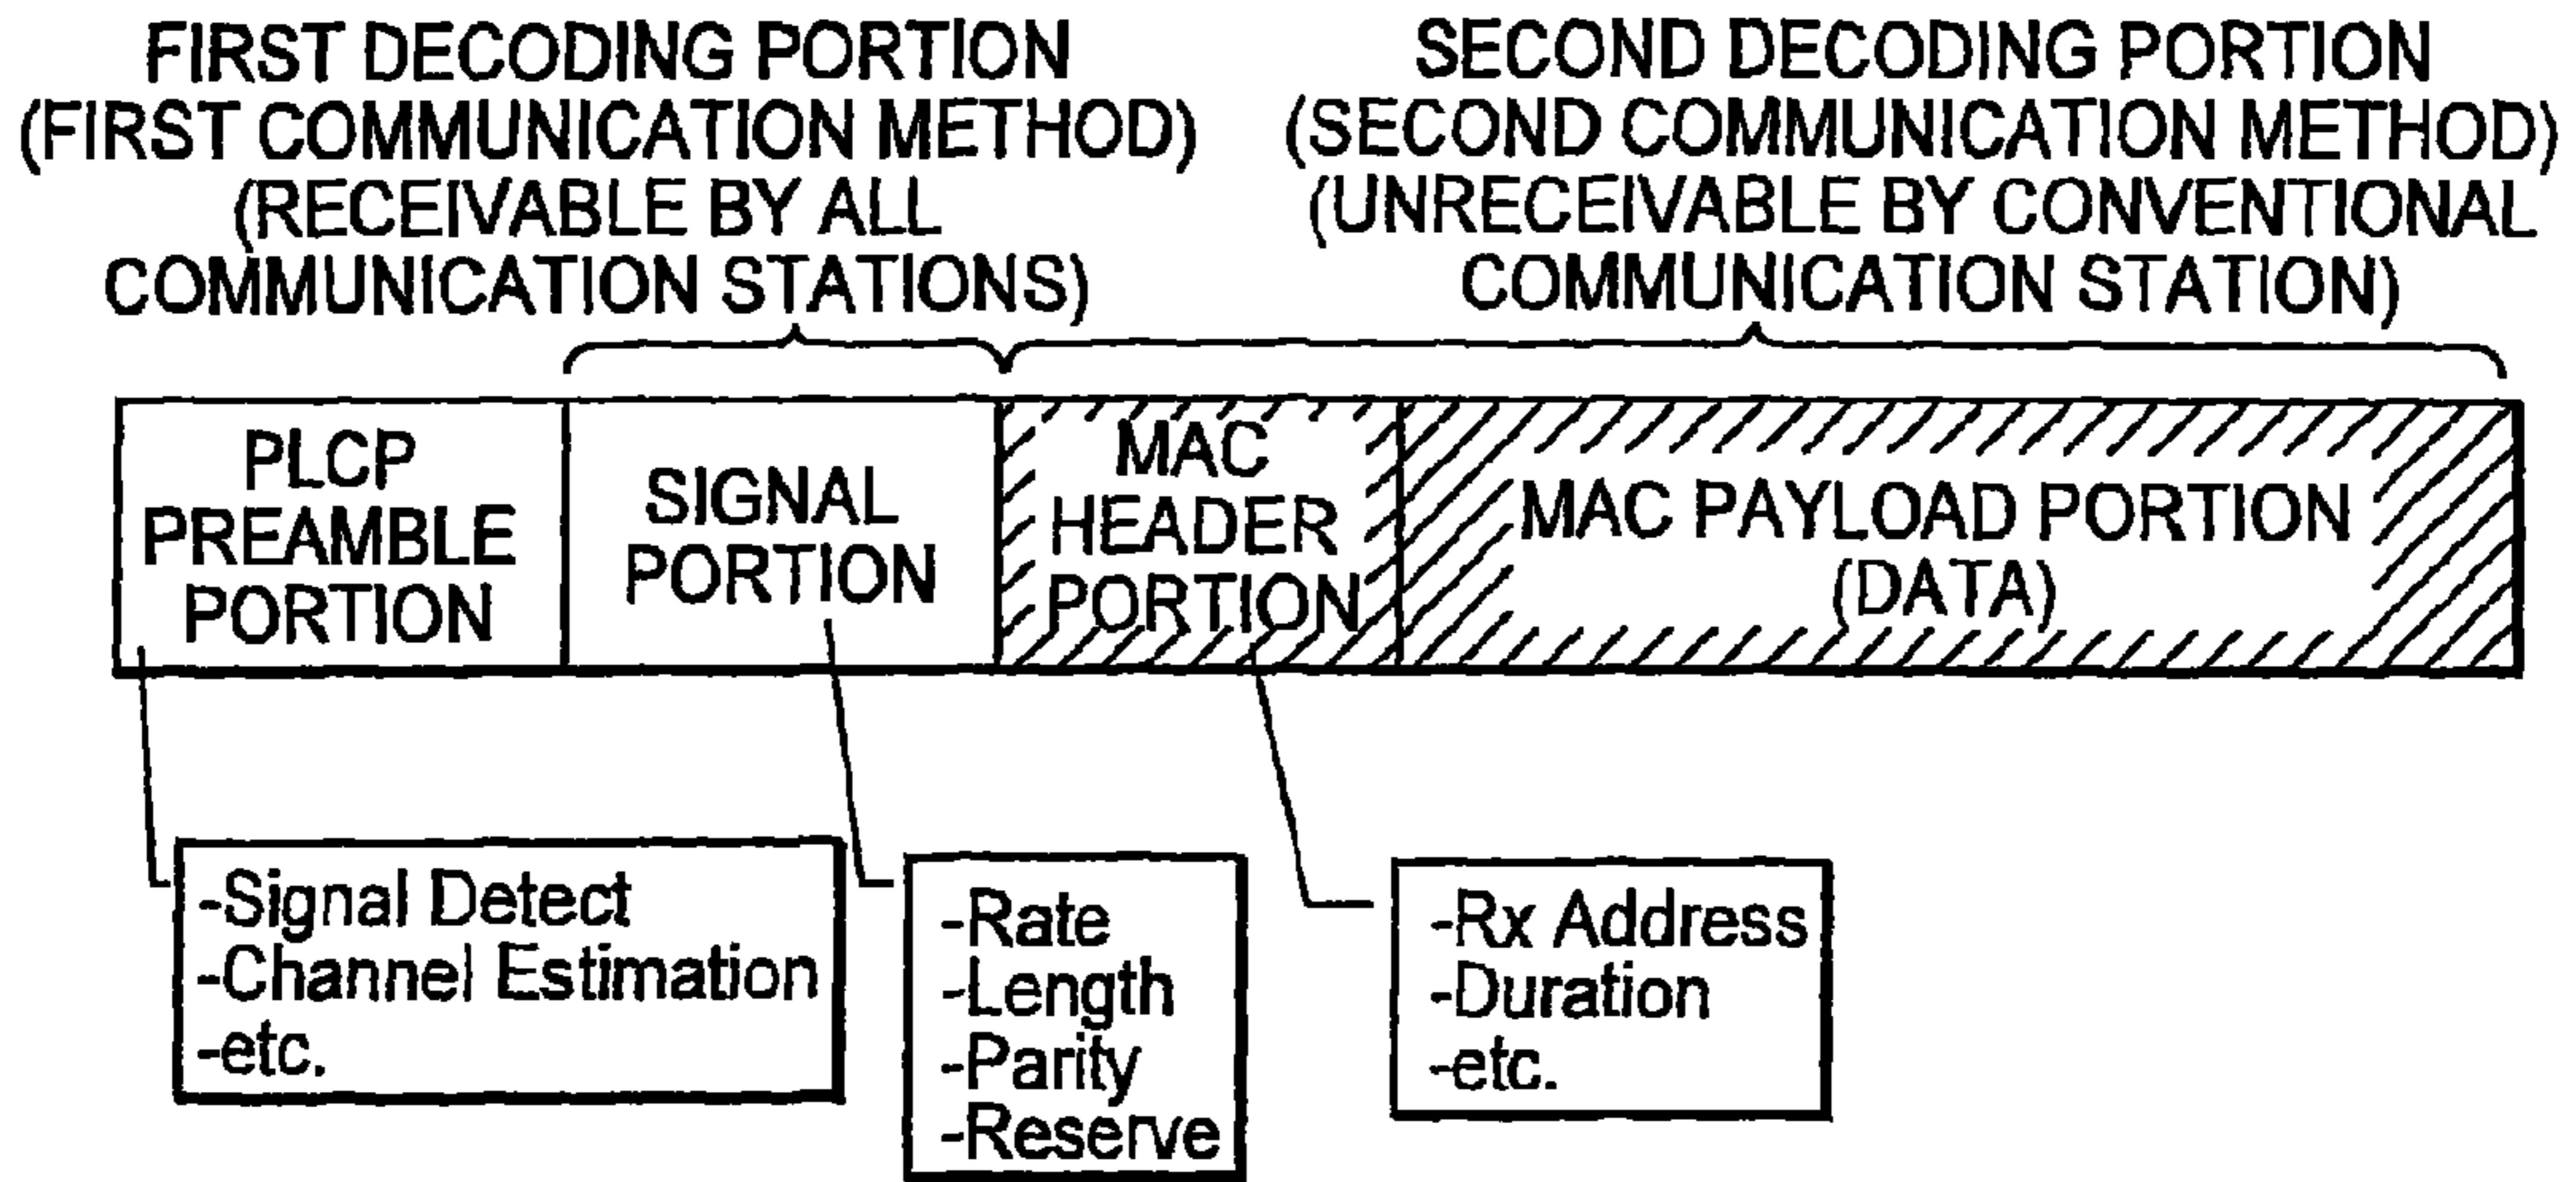 FIRST DECODING PORTION
(FIRST COMMUNICATION METHOD)
(RECEIVABLE BY ALL
COMMUNICATION STATIONS)
SECOND DECODING PORTION
(SECOND COMMUNICATION METHOD)
(UNRECEIVABLE BY CONVENTIONAL
COMMUNICATION STATION)
PLCP
PREAMBLE
PORTION
SIGNAL
PORTION
MAC
HEADER
PORTION
MAC PAYLOAD PORTION
(DATA)
-Signal Detect
-Channel Estimation
-etc.
-Rate
-Length
-Parity
-Reserve
-Rx Address
-Duration
-etc.